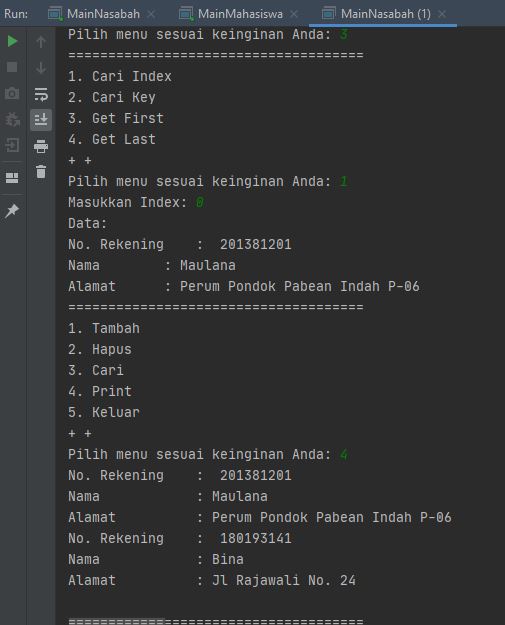 Run: MainNasabah × MainMahasiswa × MainNasabah (1) ×
Pilih menu sesuai keinginan Anda: 3
=====================================
1. Cari Index
2. Cari Key
3. Get First
4. Get Last
+ +
Pilih menu sesuai keinginan Anda: 1
Masukkan Index: 0
Data:
No. Rekening    :  201381201
Nama        : Maulana
Alamat      : Perum Pondok Pabean Indah P-06
=====================================
1. Tambah
2. Hapus
3. Cari
4. Print
5. Keluar
+ +
Pilih menu sesuai keinginan Anda: 4
No. Rekening    :  201381201
Nama            : Maulana
Alamat          : Perum Pondok Pabean Indah P-06
No. Rekening    :  180193141
Nama            : Bina
Alamat          : Jl Rajawali No. 24
=====================================